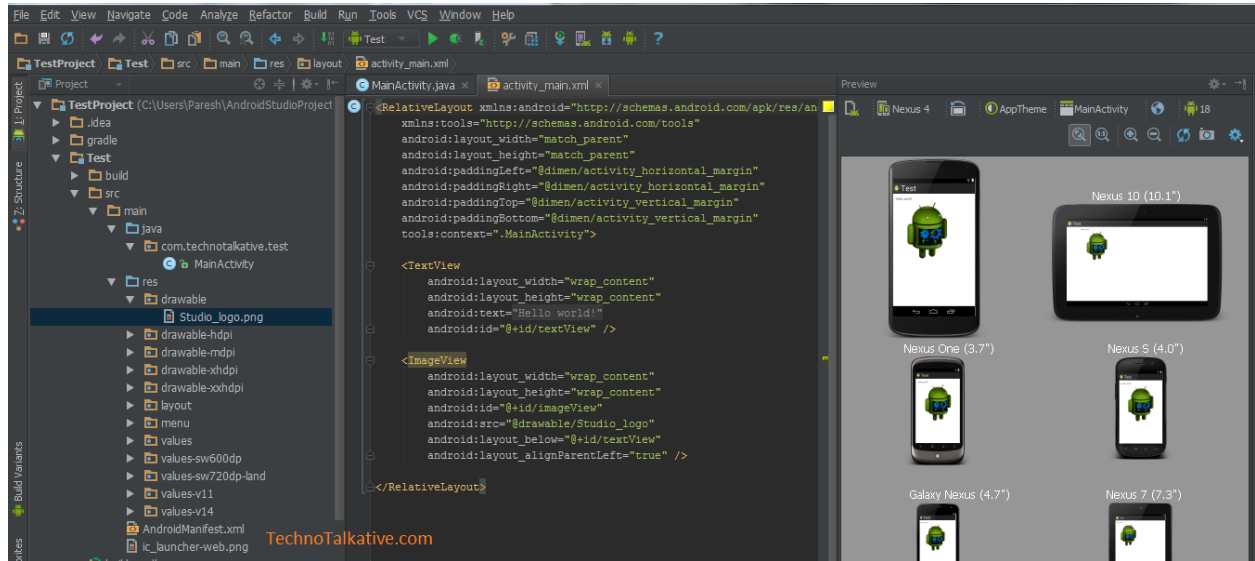 File Edit View Navigate Code Analyze Refactor Build Run Tools VCS Window Help
Test
TestProject Test src main res layout activity_main.xml
1: Project
Z: Structure
Build Variants
Project
TestProject (C:\Users\Paresh\AndroidStudioProject
.idea
gradle
Test
build
src
main
java
com.technotalkative.test
MainActivity
res
drawable
Studio_logo.png
drawable-hdpi
drawable-mdpi
drawable-xhdpi
drawable-xxhdpi
layout
menu
values
values-sw600dp
values-sw720dp-land
values-v11
values-v14
AndroidManifest.xml
ic_launcher-web.png
TechnoTalkative.com
MainActivity.java activity_main.xml
<RelativeLayout xmlns:android="http://schemas.android.com/apk/res/an
xmlns:tools="http://schemas.android.com/tools"
android:layout_width="match_parent"
android:layout_height="match_parent"
android:paddingLeft="@dimen/activity_horizontal_margin"
android:paddingRight="@dimen/activity_horizontal_margin"
android:paddingTop="@dimen/activity_vertical_margin"
android:paddingBottom="@dimen/activity_vertical_margin"
tools:context=".MainActivity">
<TextView
android:layout_width="wrap_content"
android:layout_height="wrap_content"
android:text="Hello world!"
android:id="@+id/textView" />
<ImageView
android:layout_width="wrap_content"
android:layout_height="wrap_content"
android:id="@+id/imageView"
android:src="@drawable/Studio_logo"
android:layout_below="@+id/textView"
android:layout_alignParentLeft="true" />
</RelativeLayout>
Preview
Nexus 4 AppTheme MainActivity 18
1:1
Test
Nexus 10 (10.1")
Nexus One (3.7")
Test
Nexus S (4.0")
Test
Galaxy Nexus (4.7")
Nexus 7 (7.3")